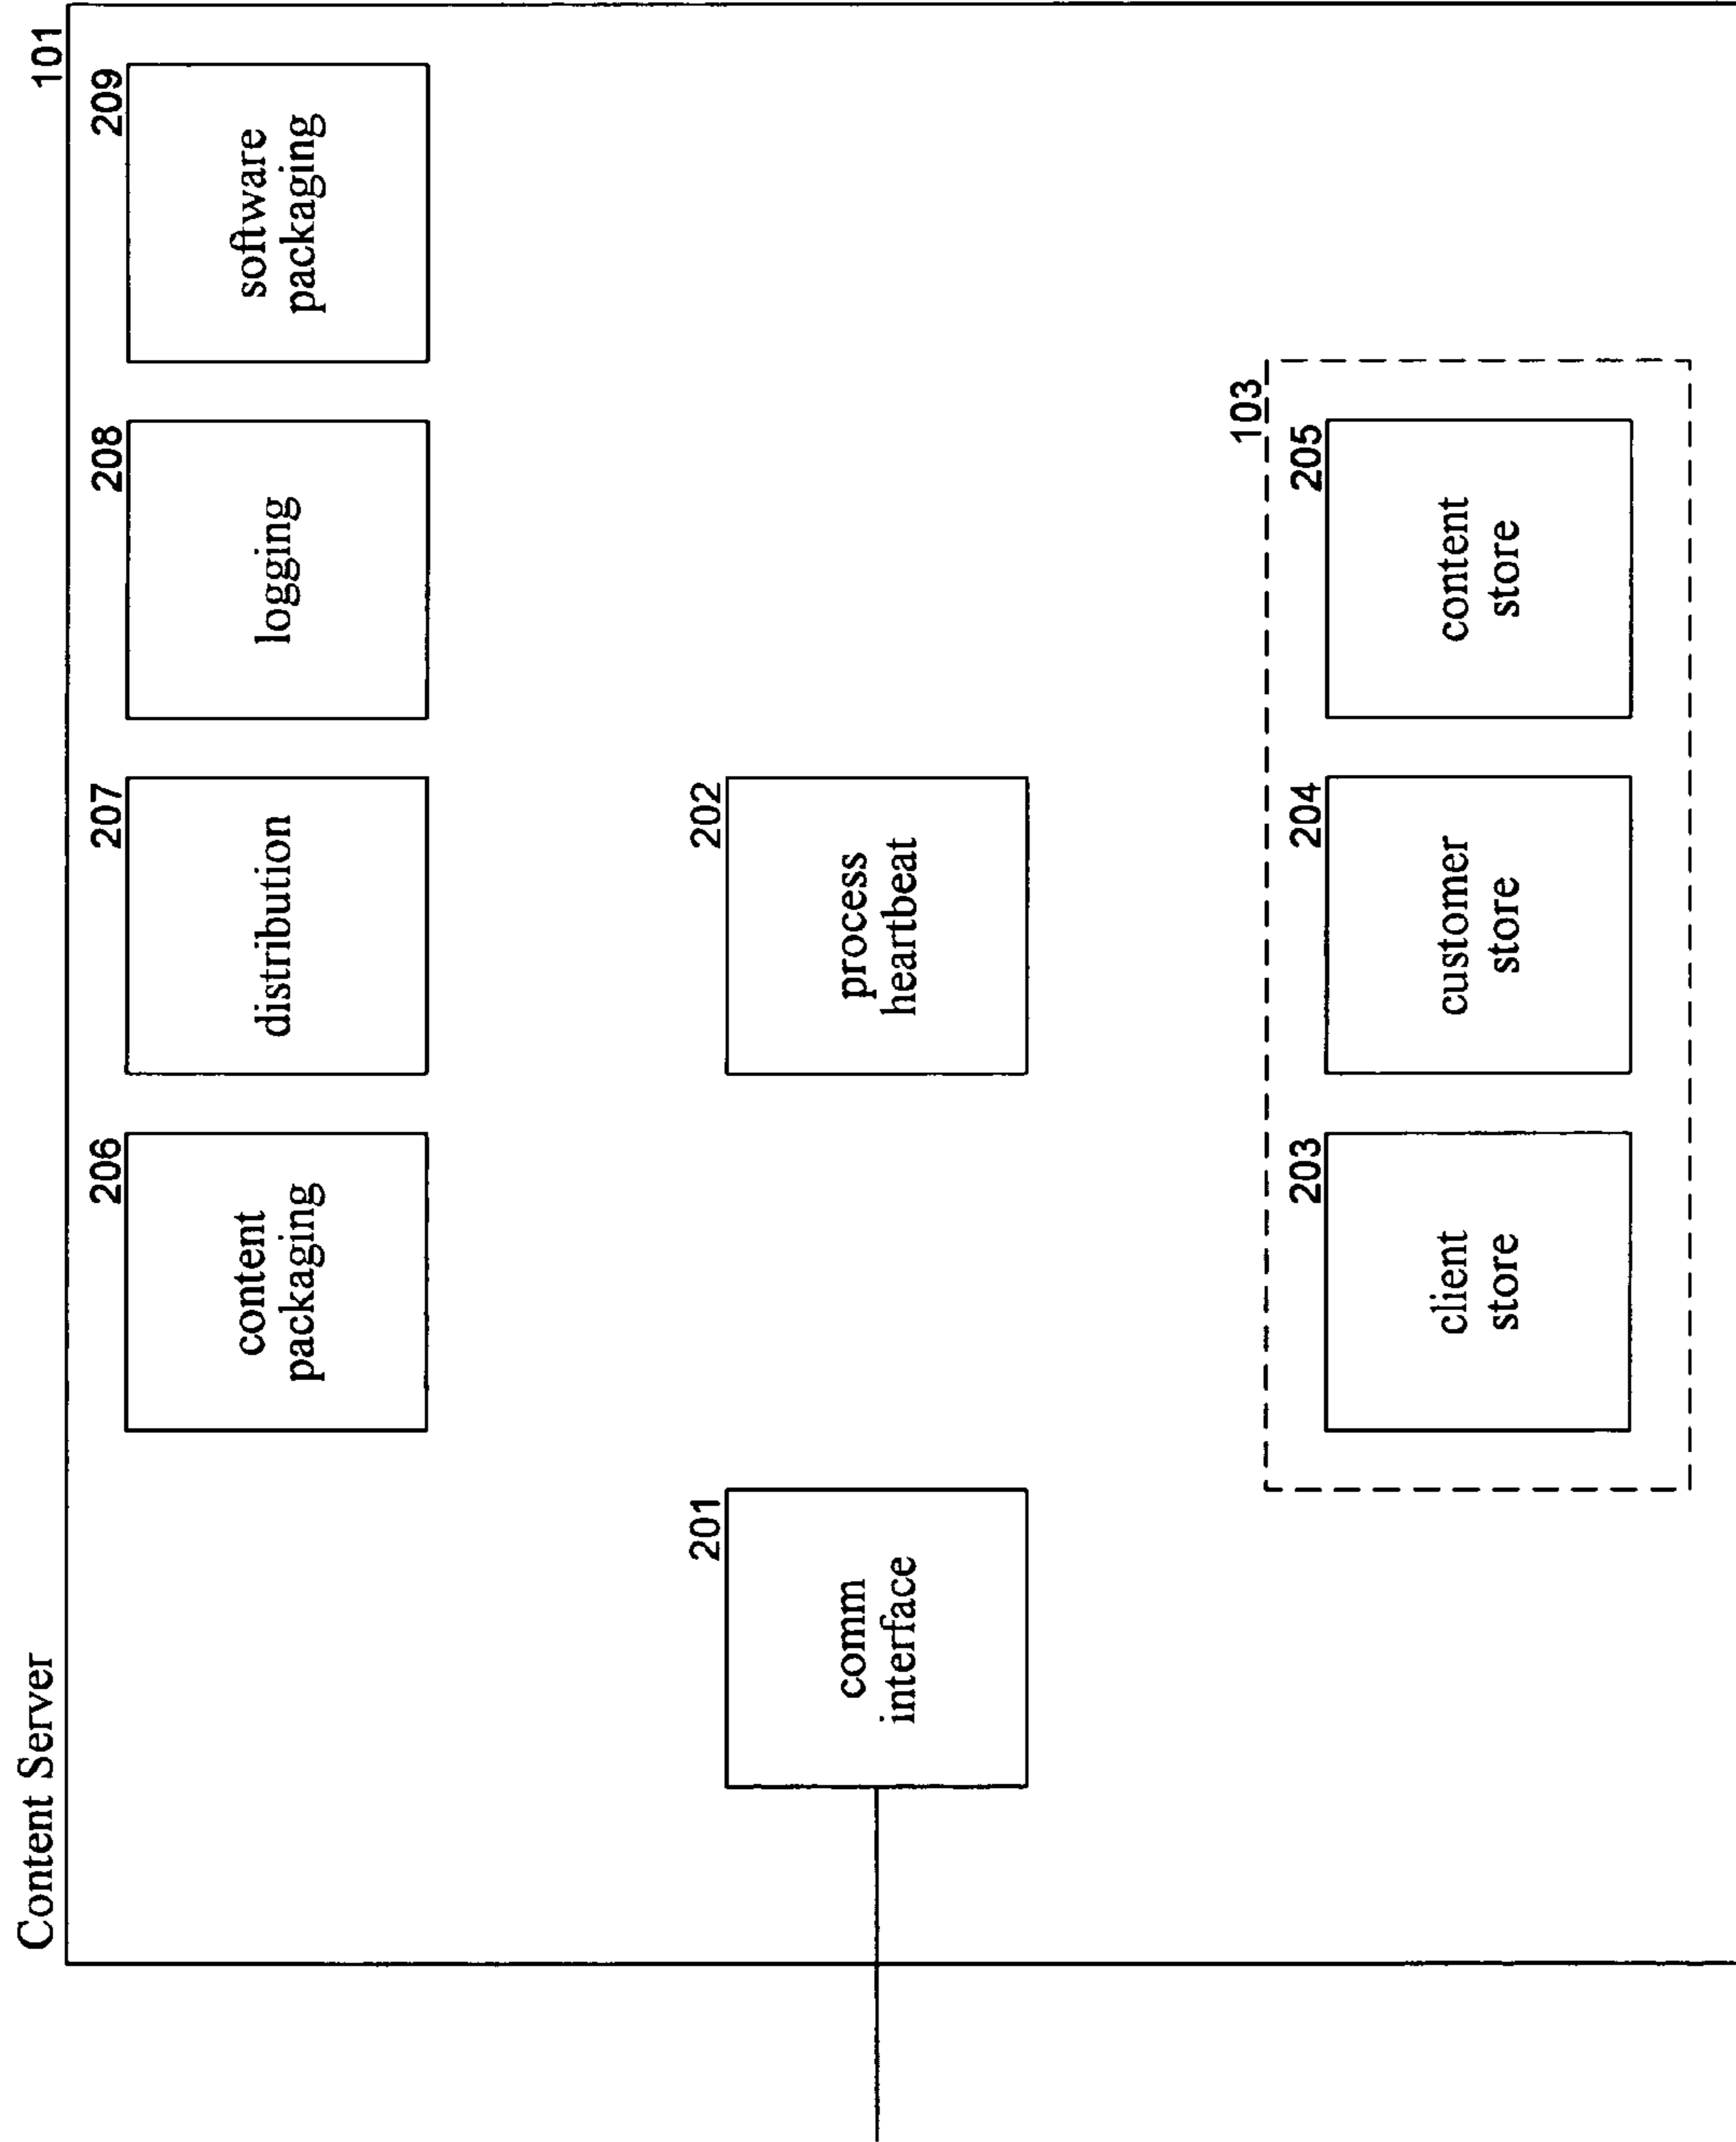 Content Server
101
206
content
packaging
207
distribution
208
logging
209
software
packaging
201
comm
interface
202
process
heartbeat
103
203
client
store
204
customer
store
205
content
store